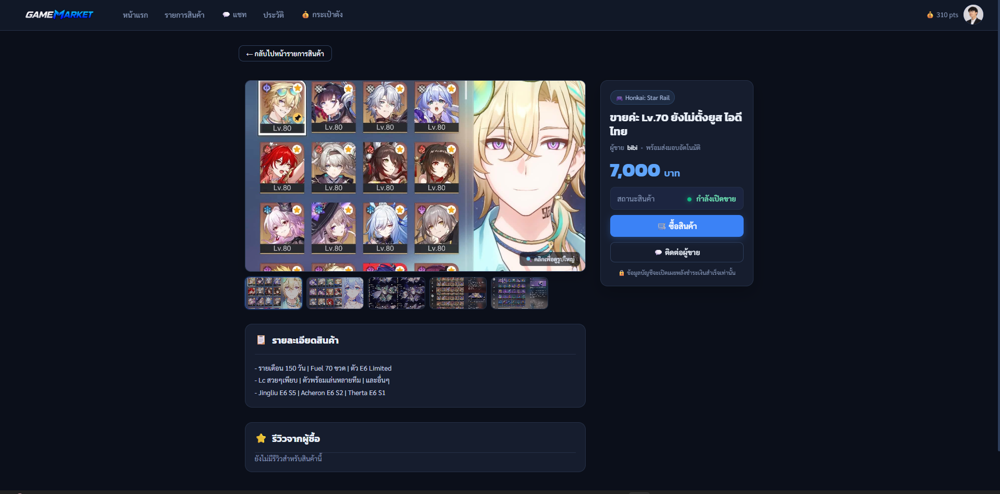 GAMEMARKET
หน้าแรก
รายการสินค้า
แชท
ประวัติ
กระเป๋าตัง
310 pts
← กลับไปหน้ารายการสินค้า
Lv.80
Lv.80
Lv.80
Lv.80
Lv.80
Lv.80
Lv.80
Lv.80
Lv.80
Lv.80
Lv.80
Lv.80
คลิกเพื่อดูรูปใหญ่
Honkai: Star Rail
ขายค่ะ Lv.70 ยังไม่ตั้งยูส ไอดี
ไทย
ผู้ขาย bibi • พร้อมส่งมอบอัตโนมัติ
7,000 บาท
สถานะสินค้า
กำลังเปิดขาย
ซื้อสินค้า
ติดต่อผู้ขาย
ข้อมูลบัญชีจะเปิดเผยหลังชำระเงินสำเร็จเท่านั้น
รายละเอียดสินค้า
- รายเดือน 150 วัน | Fuel 70 ขวด | ตัว E6 Limited
- Lc สวยๆเพียบ | ตัวพร้อมเล่นหลายทีม | และอื่นๆ
- Jingliu E6 S5 | Acheron E6 S2 | Therta E6 S1
รีวิวจากผู้ซื้อ
ยังไม่มีรีวิวสำหรับสินค้านี้